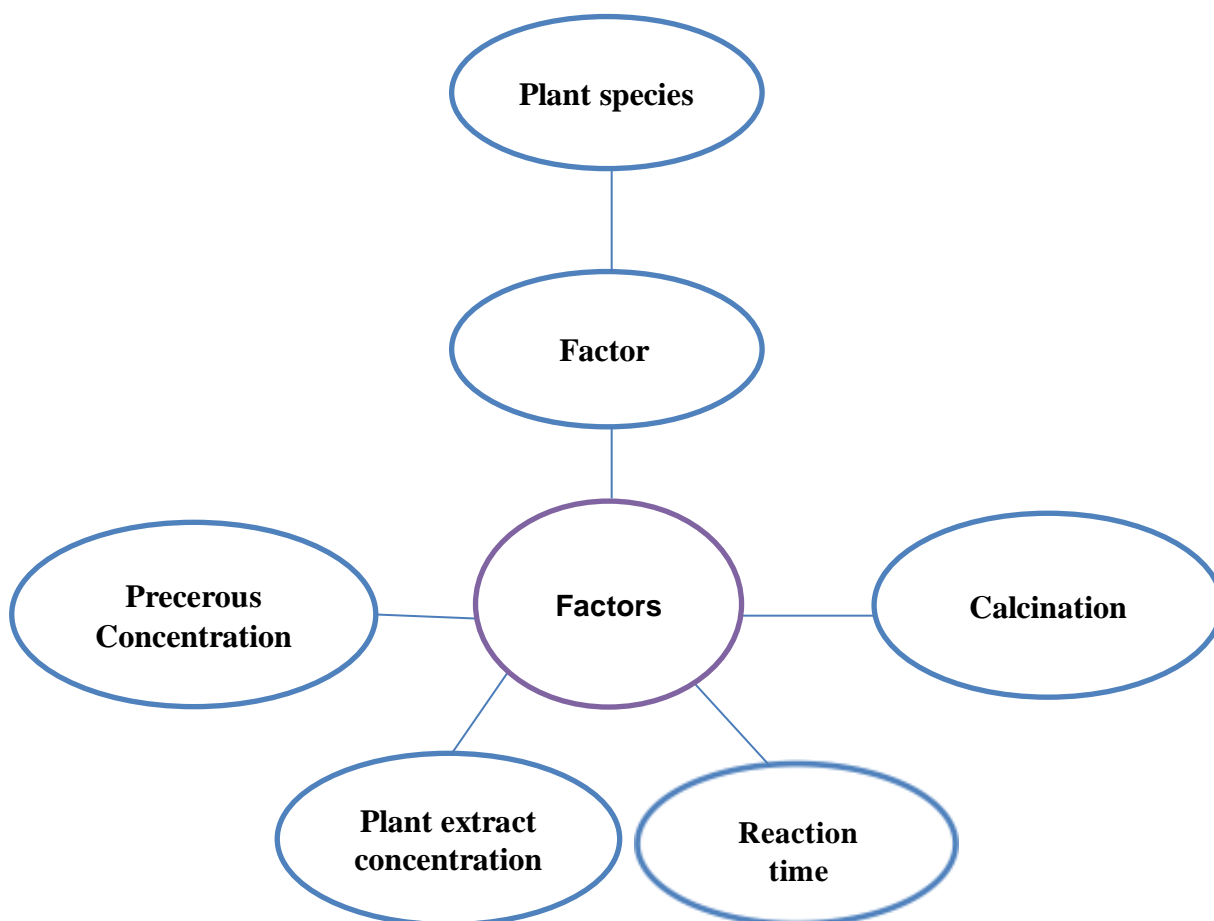 Plant species
Factor
Precerous
Concentration
Factors
Calcination
Plant extract
concentration
Reaction
time